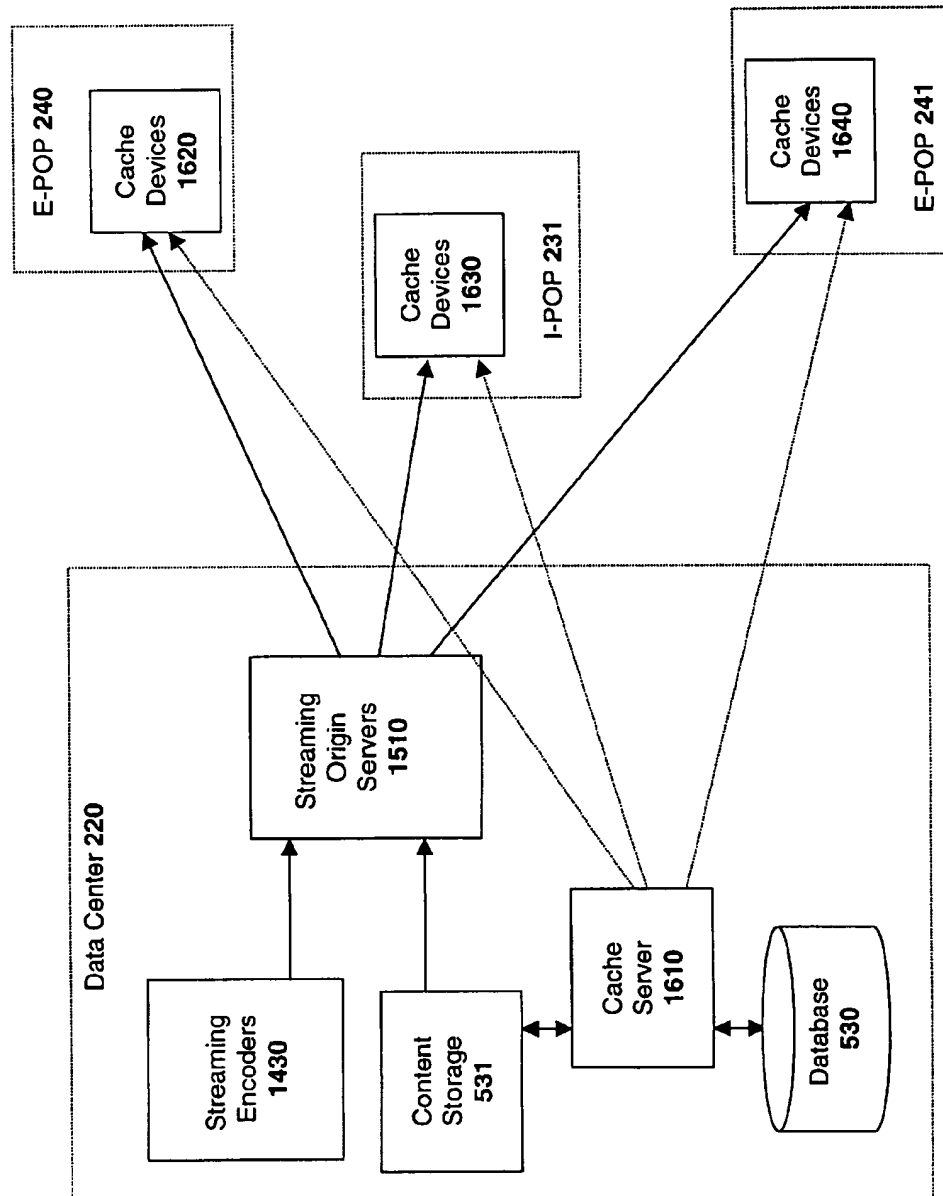 Data Center 220
Streaming
Encoders
1430
Content
Storage
531
Streaming
Origin
Servers
1510
Cache
Server
1610
Database
530
E-POP 240
Cache
Devices
1620
Cache
Devices
1630
I-POP 231
Cache
Devices
1640
E-POP 241